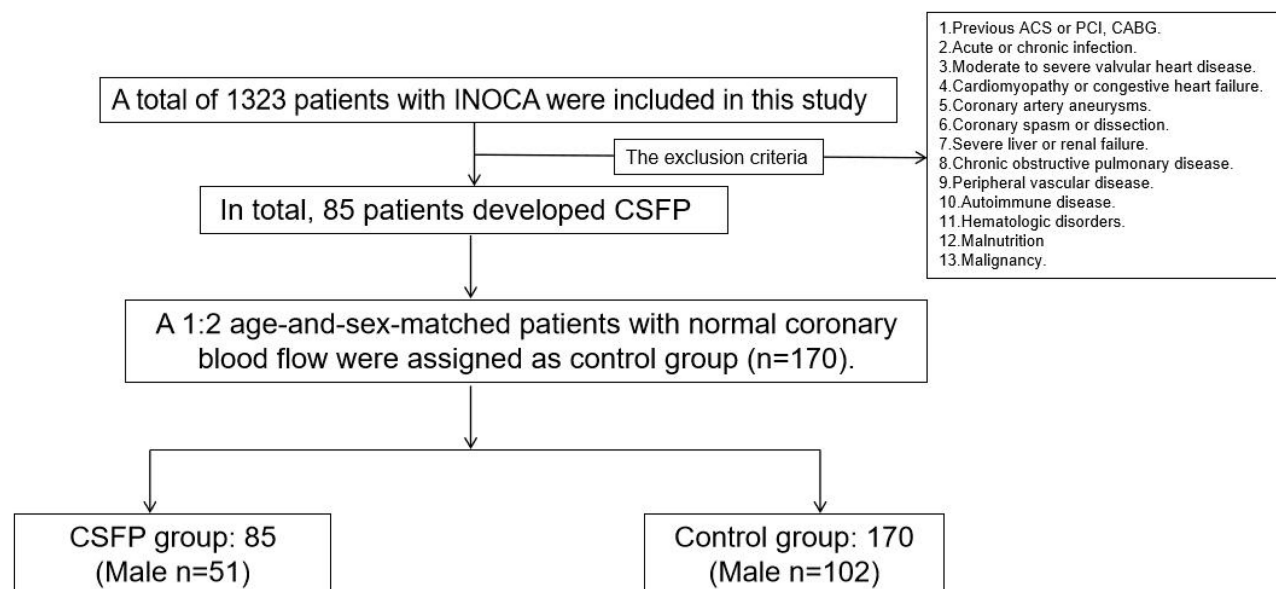 A total of 1323 patients with INOCA were included in this study
The exclusion criteria
1.Previous ACS or PCI, CABG.
2.Acute or chronic infection.
3.Moderate to severe valvular heart disease.
4.Cardiomyopathy or congestive heart failure.
5.Coronary artery aneurysms.
6.Coronary spasm or dissection.
7.Severe liver or renal failure.
8.Chronic obstructive pulmonary disease.
9.Peripheral vascular disease.
10.Autoimmune disease.
11.Hematologic disorders.
12.Malnutrition
13.Malignancy.
In total, 85 patients developed CSFP
A 1:2 age-and-sex-matched patients with normal coronary
blood flow were assigned as control group (n=170).
CSFP group: 85
(Male n=51)
Control group: 170
(Male n=102)